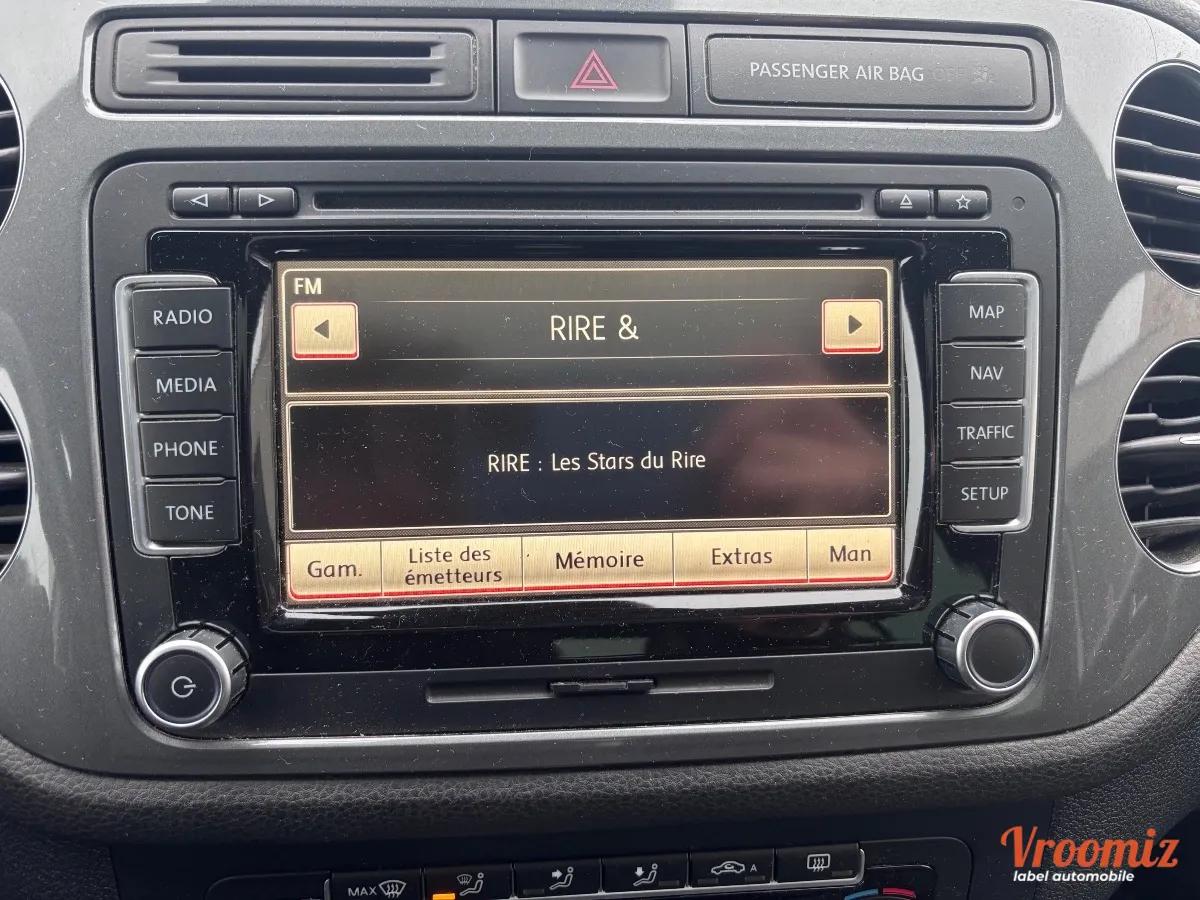 PASSENGER AIR BAG OFF
RADIO
MEDIA
PHONE
TONE
FM
RIRE &
RIRE : Les Stars du Rire
Gam.
Liste des
émetteurs
Mémoire
Extras
Man
MAP
NAV
TRAFFIC
SETUP
MAX
A
Vroomiz
label automobile